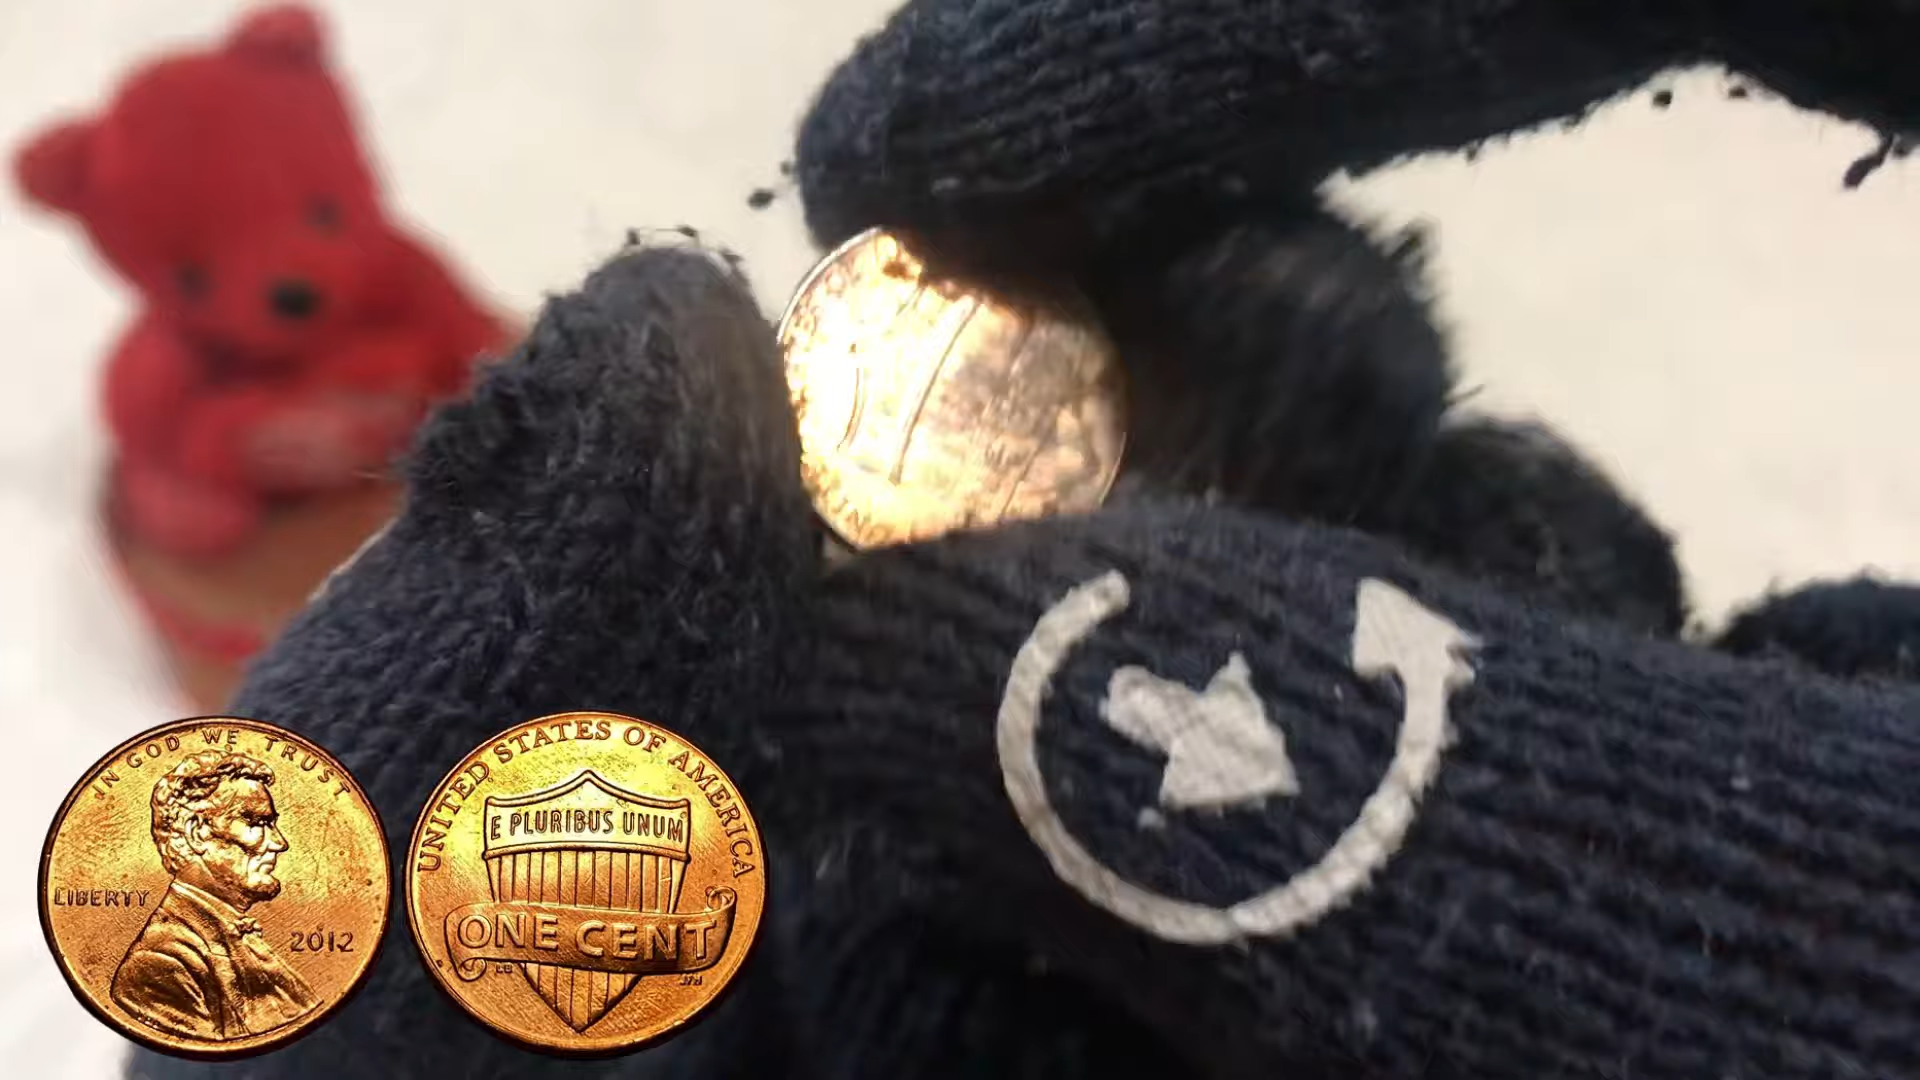 IN GOD WE TRUST
LIBERTY
2012
UNITED STATES OF AMERICA
E PLURIBUS UNUM
ONE CENT